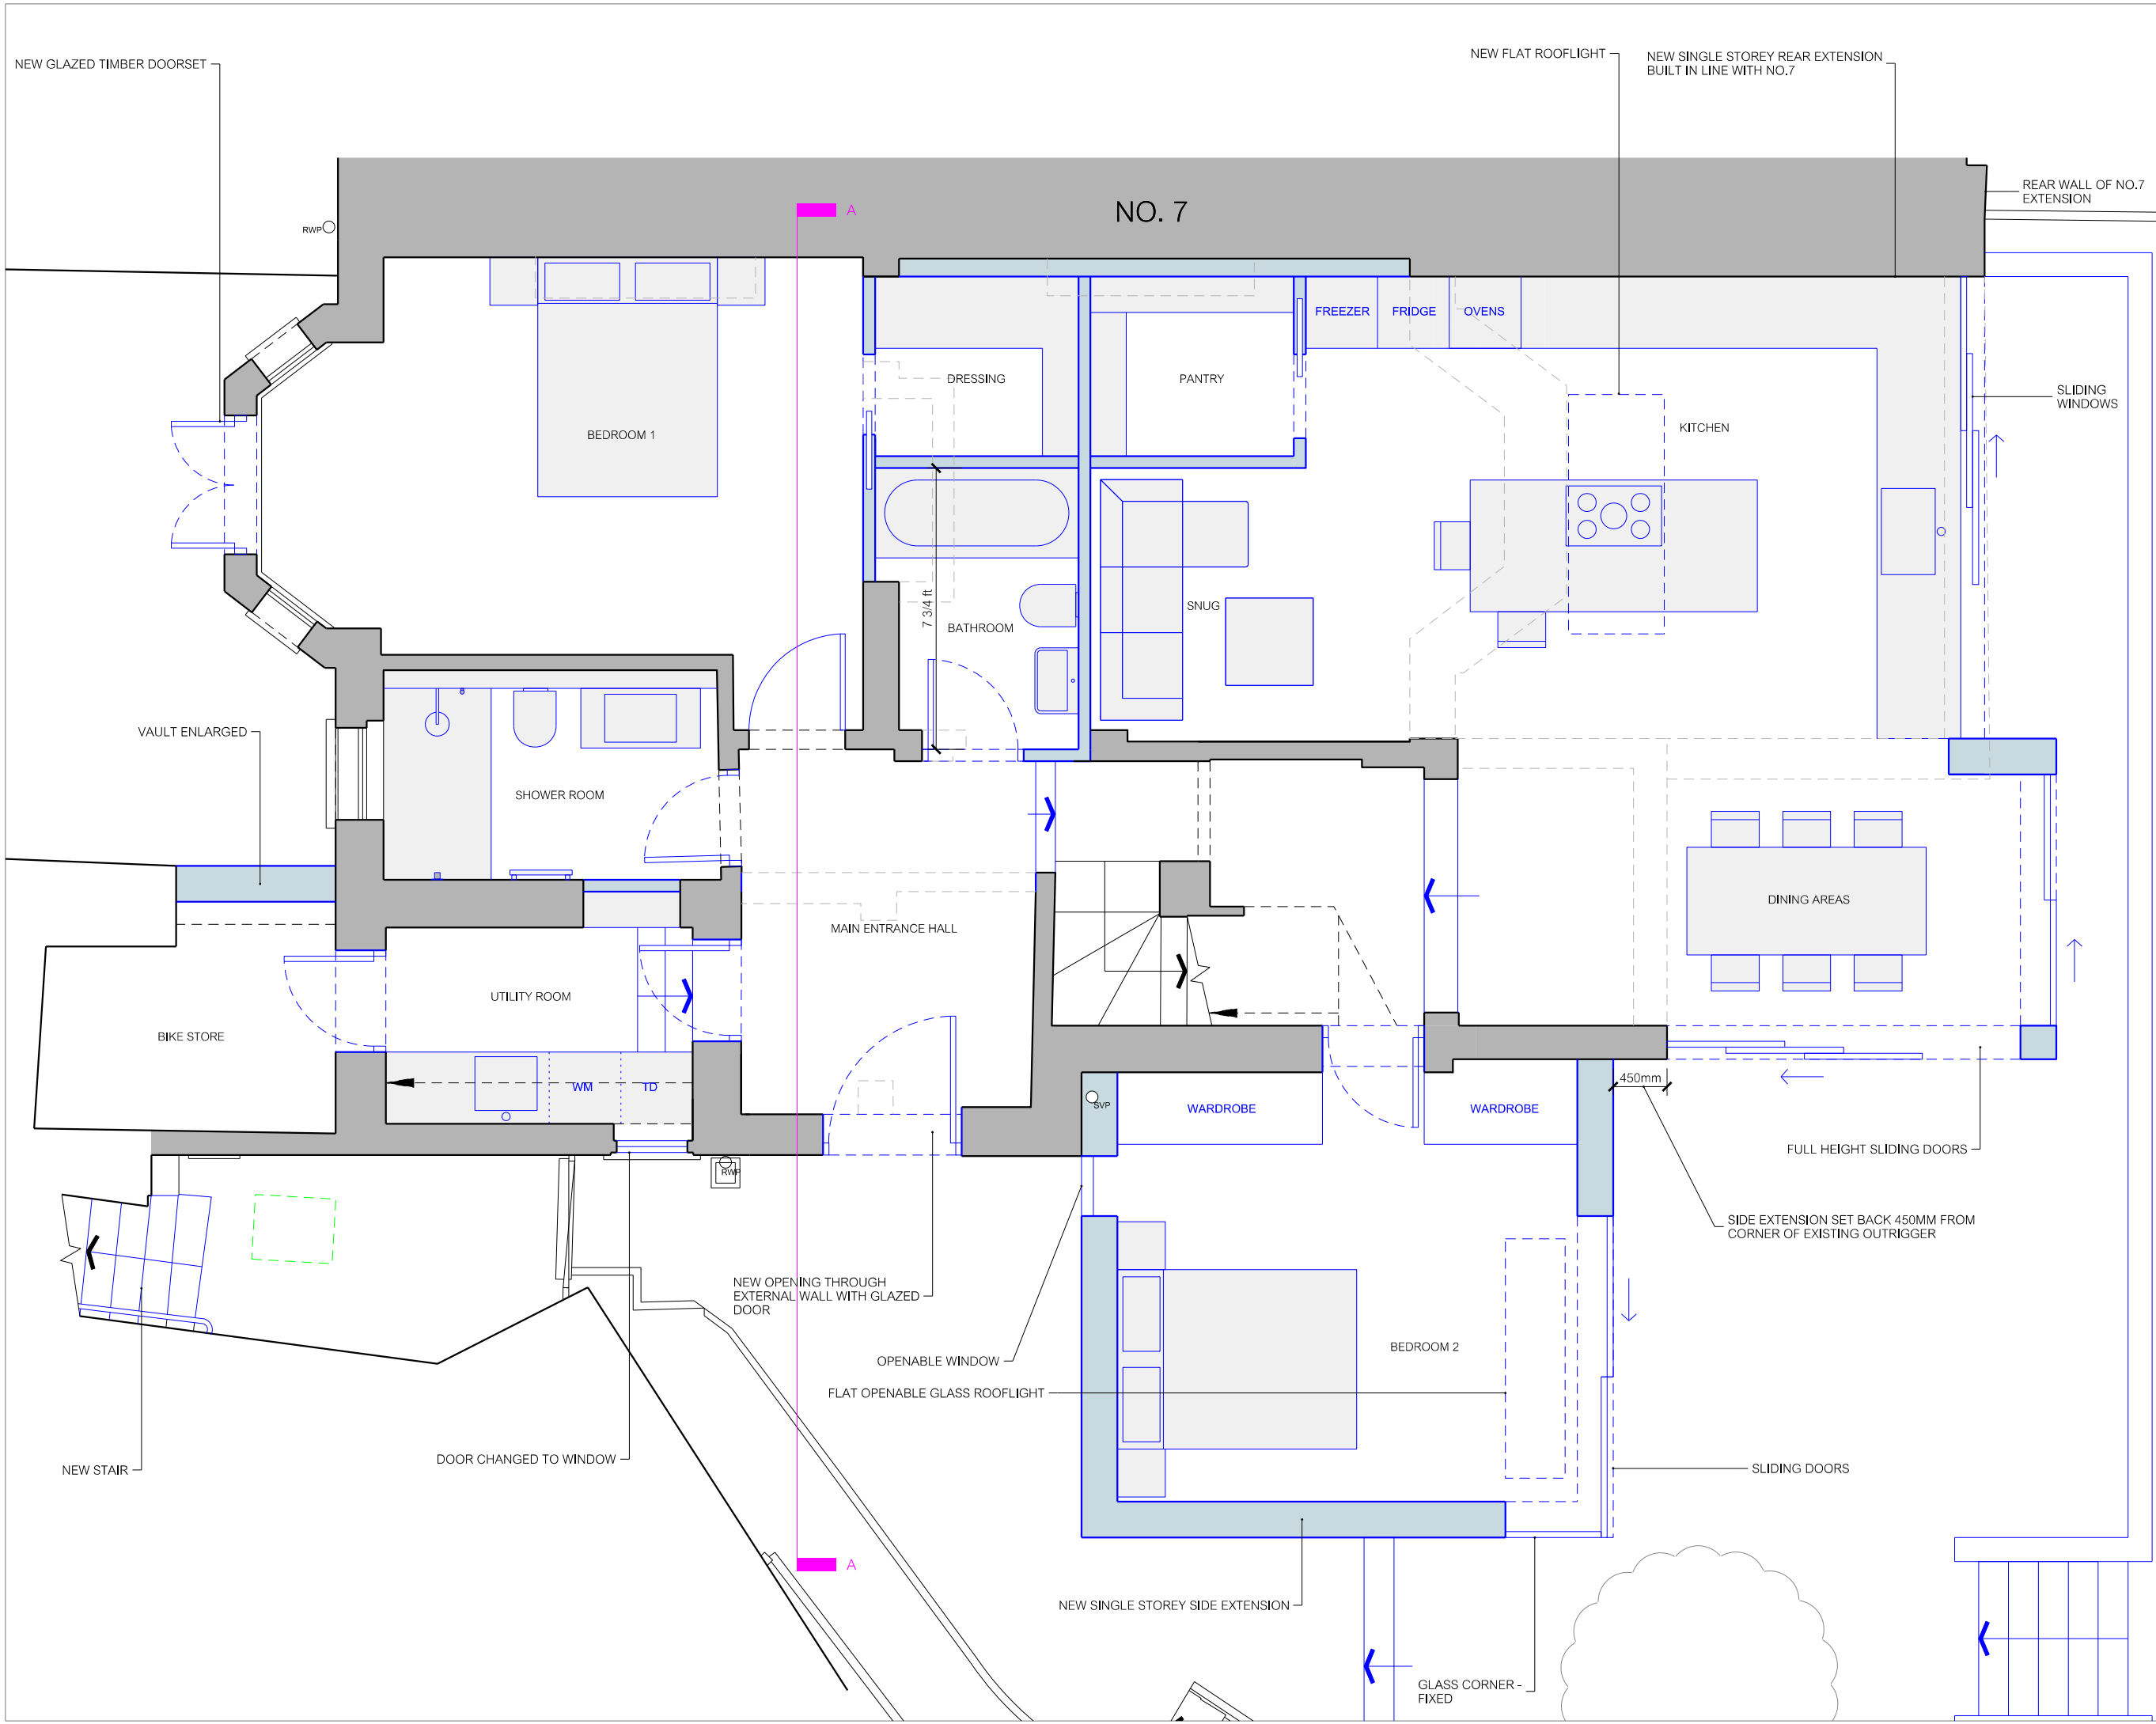 NEW GLAZED TIMBER DOORSET
NEW FLAT ROOFLIGHT
NEW SINGLE STOREY REAR EXTENSION
BUILT IN LINE WITH NO.7
REAR WALL OF NO.7
EXTENSION
NO. 7
A
RWP
FREEZER
FRIDGE
OVENS
DRESSING
PANTRY
SLIDING
WINDOWS
KITCHEN
BEDROOM 1
7 3/4 ft
SNUG
BATHROOM
VAULT ENLARGED
SHOWER ROOM
DINING AREAS
MAIN ENTRANCE HALL
UTILITY ROOM
BIKE STORE
WM
TD
SVP
WARDROBE
WARDROBE
450mm
FULL HEIGHT SLIDING DOORS
RWP
SIDE EXTENSION SET BACK 450MM FROM
CORNER OF EXISTING OUTRIGGER
NEW OPENING THROUGH
EXTERNAL WALL WITH GLAZED
DOOR
BEDROOM 2
OPENABLE WINDOW
FLAT OPENABLE GLASS ROOFLIGHT
DOOR CHANGED TO WINDOW
NEW STAIR
SLIDING DOORS
A
NEW SINGLE STOREY SIDE EXTENSION
GLASS CORNER -
FIXED